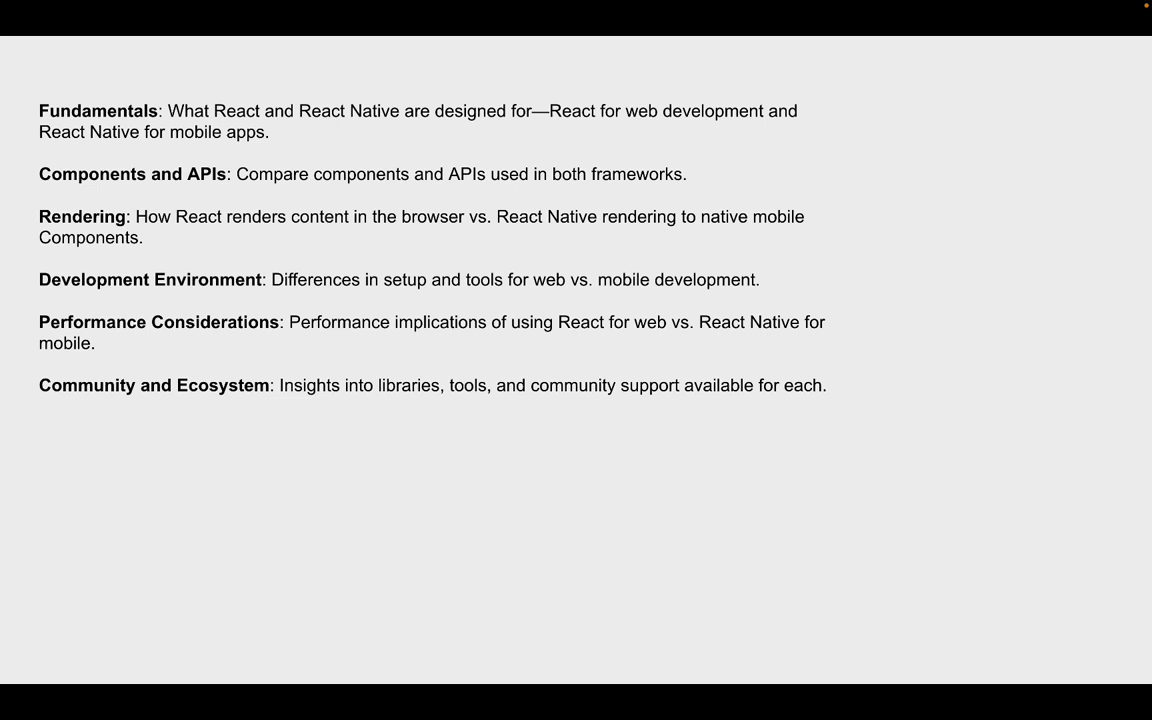 Fundamentals: What React and React Native are designed for—React for web development and
React Native for mobile apps.
Components and APIs: Compare components and APIs used in both frameworks.
Rendering: How React renders content in the browser vs. React Native rendering to native mobile
Components.
Development Environment: Differences in setup and tools for web vs. mobile development.
Performance Considerations: Performance implications of using React for web vs. React Native for
mobile.
Community and Ecosystem: Insights into libraries, tools, and community support available for each.